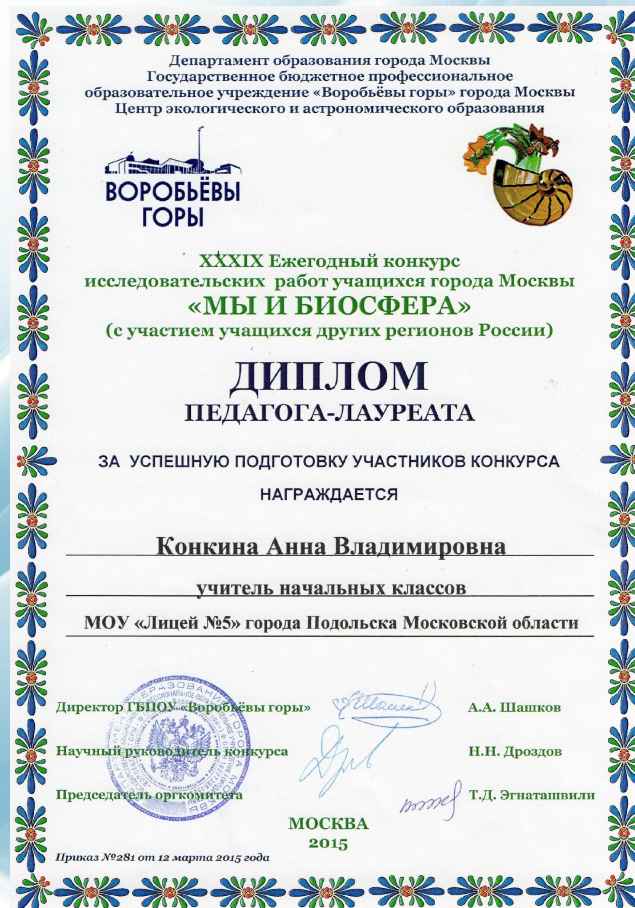 Департамент образования города Москвы
Государственное бюджетное профессиональное
образовательное учреждение «Воробьёвы горы» города Москвы
Центр экологического и астрономического образования
ВОРОБЬЁВЫ
ГОРЫ
XXXIX Ежегодный конкурс
исследовательских работ учащихся города Москвы
«МЫ И БИОСФЕРА»
(с участием учащихся других регионов России)
ДИПЛОМ
ПЕДАГОГА-ЛАУРЕАТА
ЗА УСПЕШНУЮ ПОДГОТОВКУ УЧАСТНИКОВ КОНКУРСА
НАГРАЖДАЕТСЯ
Конкина Анна Владимировна
учитель начальных классов
МОУ «Лицей №5» города Подольска Московской области
Директор ГБПОУ «Воробьёвы горы» А.А. Шашков
Научный руководитель конкурса Н.Н. Дроздов
Председатель оргкомитета Т.Д. Эгнаташвили
МОСКВА
2015
Приказ №281 от 12 марта 2015 года